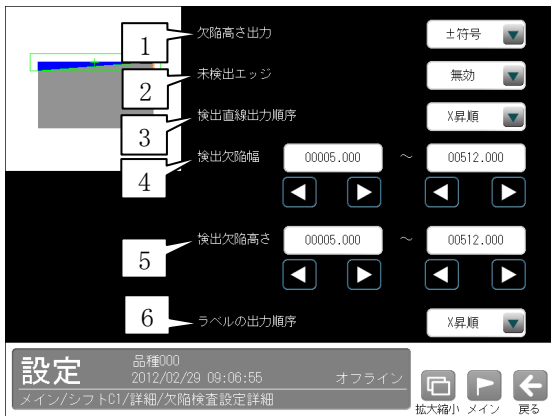 1 欠陥高さ出力 ±符号
2 未検出エッジ 無効
3 検出直線出力順序 X昇順
4 検出欠陥幅 00005.000 ～ 00512.000
5 検出欠陥高さ 00005.000 ～ 00512.000
6 ラベルの出力順序 X昇順
設定 品種000
2012/02/29 09:06:55 オフライン
メイン/シフトC1/詳細/欠陥検査設定詳細
拡大縮小 メイン 戻る